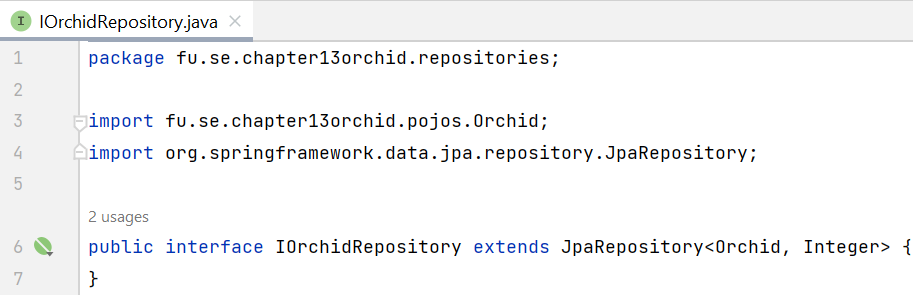 I IOrchidRepository.java ×
1 package fu.se.chapter13orchid.repositories;
2
3 import fu.se.chapter13orchid.pojos.Orchid;
4 import org.springframework.data.jpa.repository.JpaRepository;
5
2 usages
6 public interface IOrchidRepository extends JpaRepository<Orchid, Integer> {
7 }